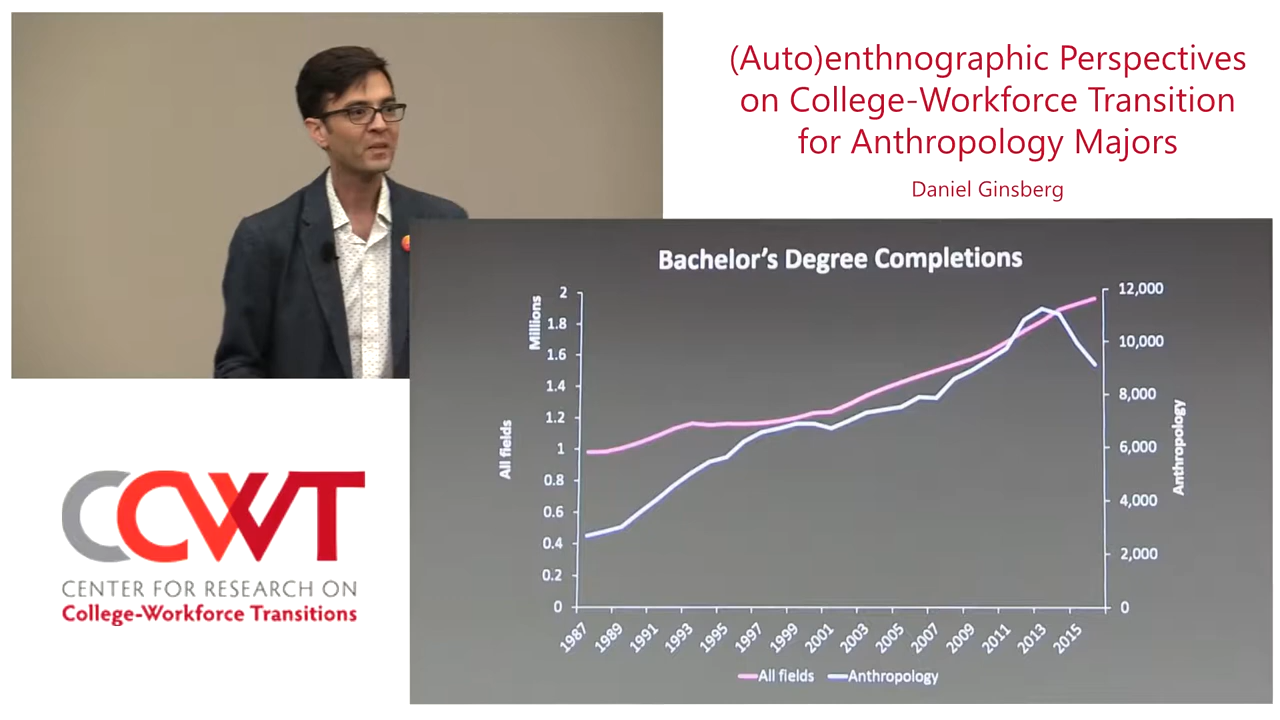 (Auto)enthnographic Perspectives
on College-Workforce Transition
for Anthropology Majors
Daniel Ginsberg
Bachelor's Degree Completions
Millions
All fields
2
1.8
1.6
1.4
1.2
1
0.8
0.6
0.4
0.2
0
12,000
10,000
8,000
6,000
4,000
2,000
0
Anthropology
1987
1989
1991
1993
1995
1997
1999
2001
2003
2005
2007
2009
2011
2013
2015
All fields Anthropology
CCWT
CENTER FOR RESEARCH ON
College-Workforce Transitions